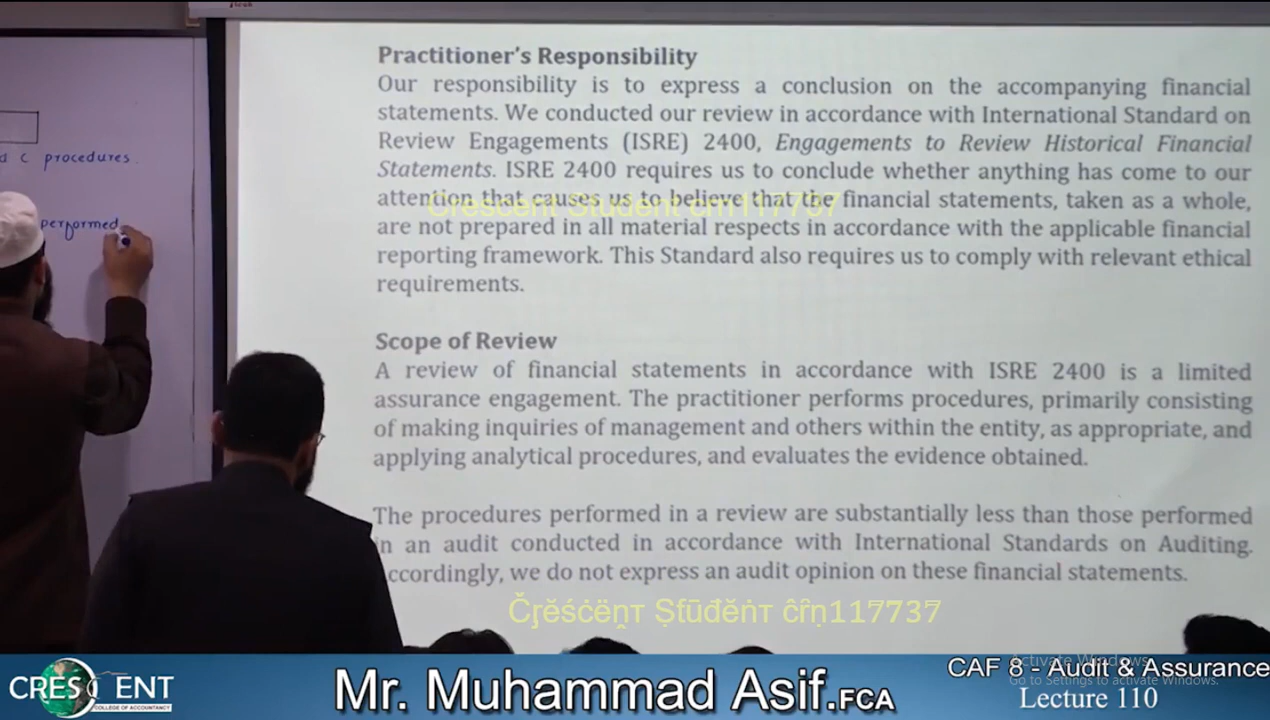 a c procedures.
performed
Practitioner's Responsibility
Our responsibility is to express a conclusion on the accompanying financial
statements. We conducted our review in accordance with International Standard on
Review Engagements (ISRE) 2400, Engagements to Review Historical Financial
Statements. ISRE 2400 requires us to conclude whether anything has come to our
attention that causes us to believe that the financial statements, taken as a whole,
are not prepared in all material respects in accordance with the applicable financial
reporting framework. This Standard also requires us to comply with relevant ethical
requirements.
Scope of Review
A review of financial statements in accordance with ISRE 2400 is a limited
assurance engagement. The practitioner performs procedures, primarily consisting
of making inquiries of management and others within the entity, as appropriate, and
applying analytical procedures, and evaluates the evidence obtained.
The procedures performed in a review are substantially less than those performed
in an audit conducted in accordance with International Standards on Auditing.
ccordingly, we do not express an audit opinion on these financial statements.
Crescent Student crn117737
CRESCENT
COLLEGE OF ACCOUNTANCY
Mr. Muhammad Asif.FCA
CAF 8 - Audit & Assurance
Lecture 110
Activate Windows
Go to Settings to activate Windows.